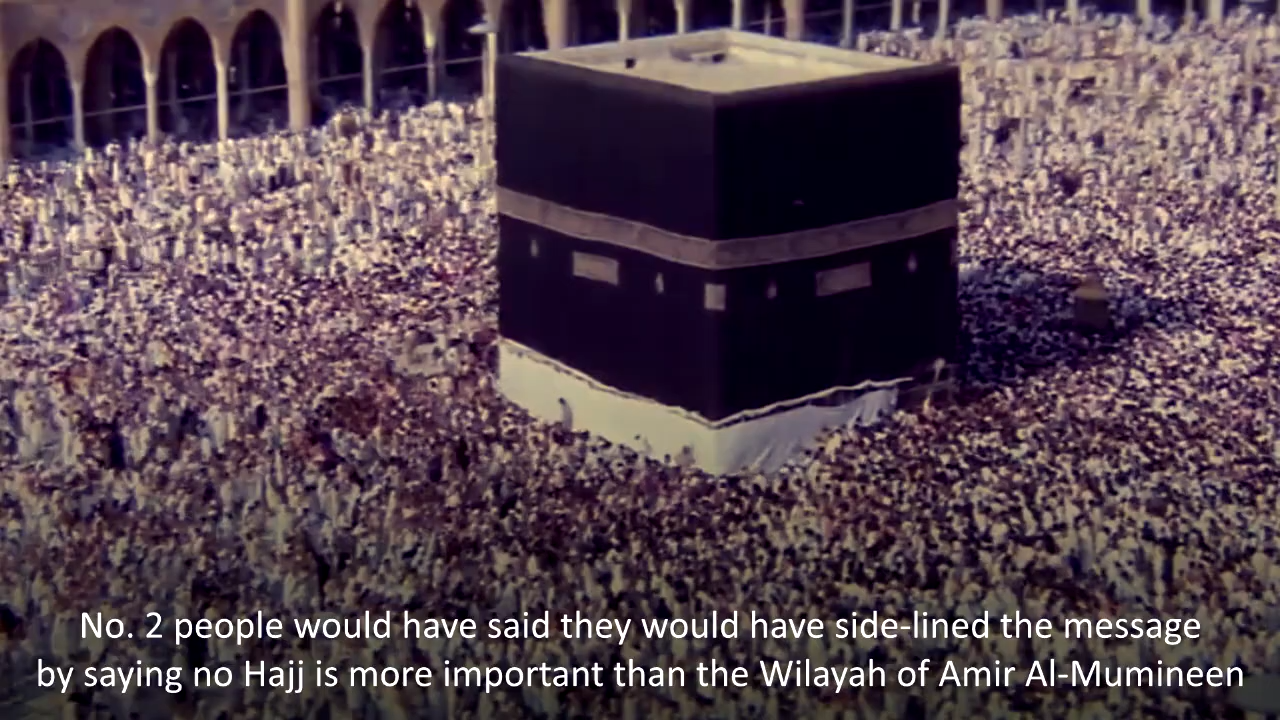 No. 2 people would have said they would have side-lined the message
by saying no Hajj is more important than the Wilayah of Amir Al-Mumineen